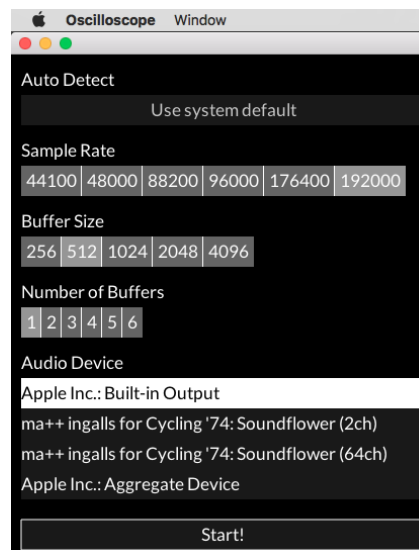 Oscilloscope Window
Auto Detect
Use system default
Sample Rate
44100 48000 88200 96000 176400 192000
Buffer Size
256 512 1024 2048 4096
Number of Buffers
1 2 3 4 5 6
Audio Device
Apple Inc.: Built-in Output
ma++ ingalls for Cycling '74: Soundflower (2ch)
ma++ ingalls for Cycling '74: Soundflower (64ch)
Apple Inc.: Aggregate Device
Start!